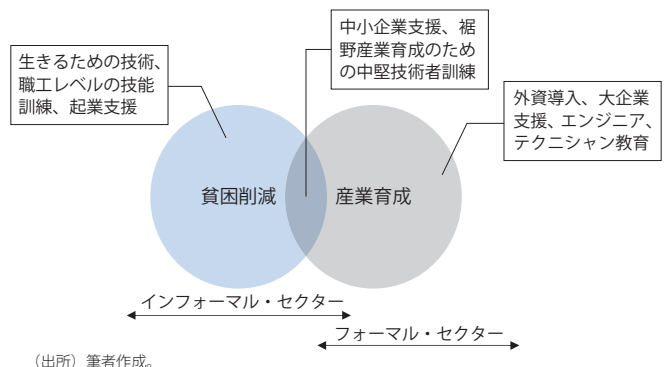 生きるための技術、
職工レベルの技能
訓練、起業支援
中小企業支援、裾
野産業育成のため
の中堅技術者訓練
外資導入、大企業
支援、エンジニア、
テクニシャン教育
貧困削減
産業育成
インフォーマル・セクター
フォーマル・セクター
（出所）筆者作成。